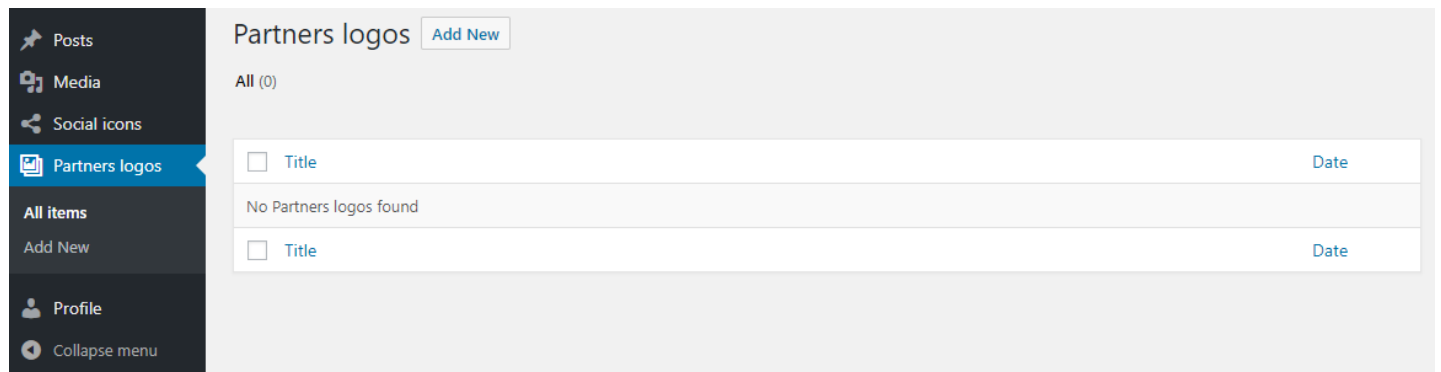 Posts
Media
Social icons
Partners logos
All items
Add New
Profile
Collapse menu
Partners logos Add New
All (0)
Title Date
No Partners logos found
Title Date